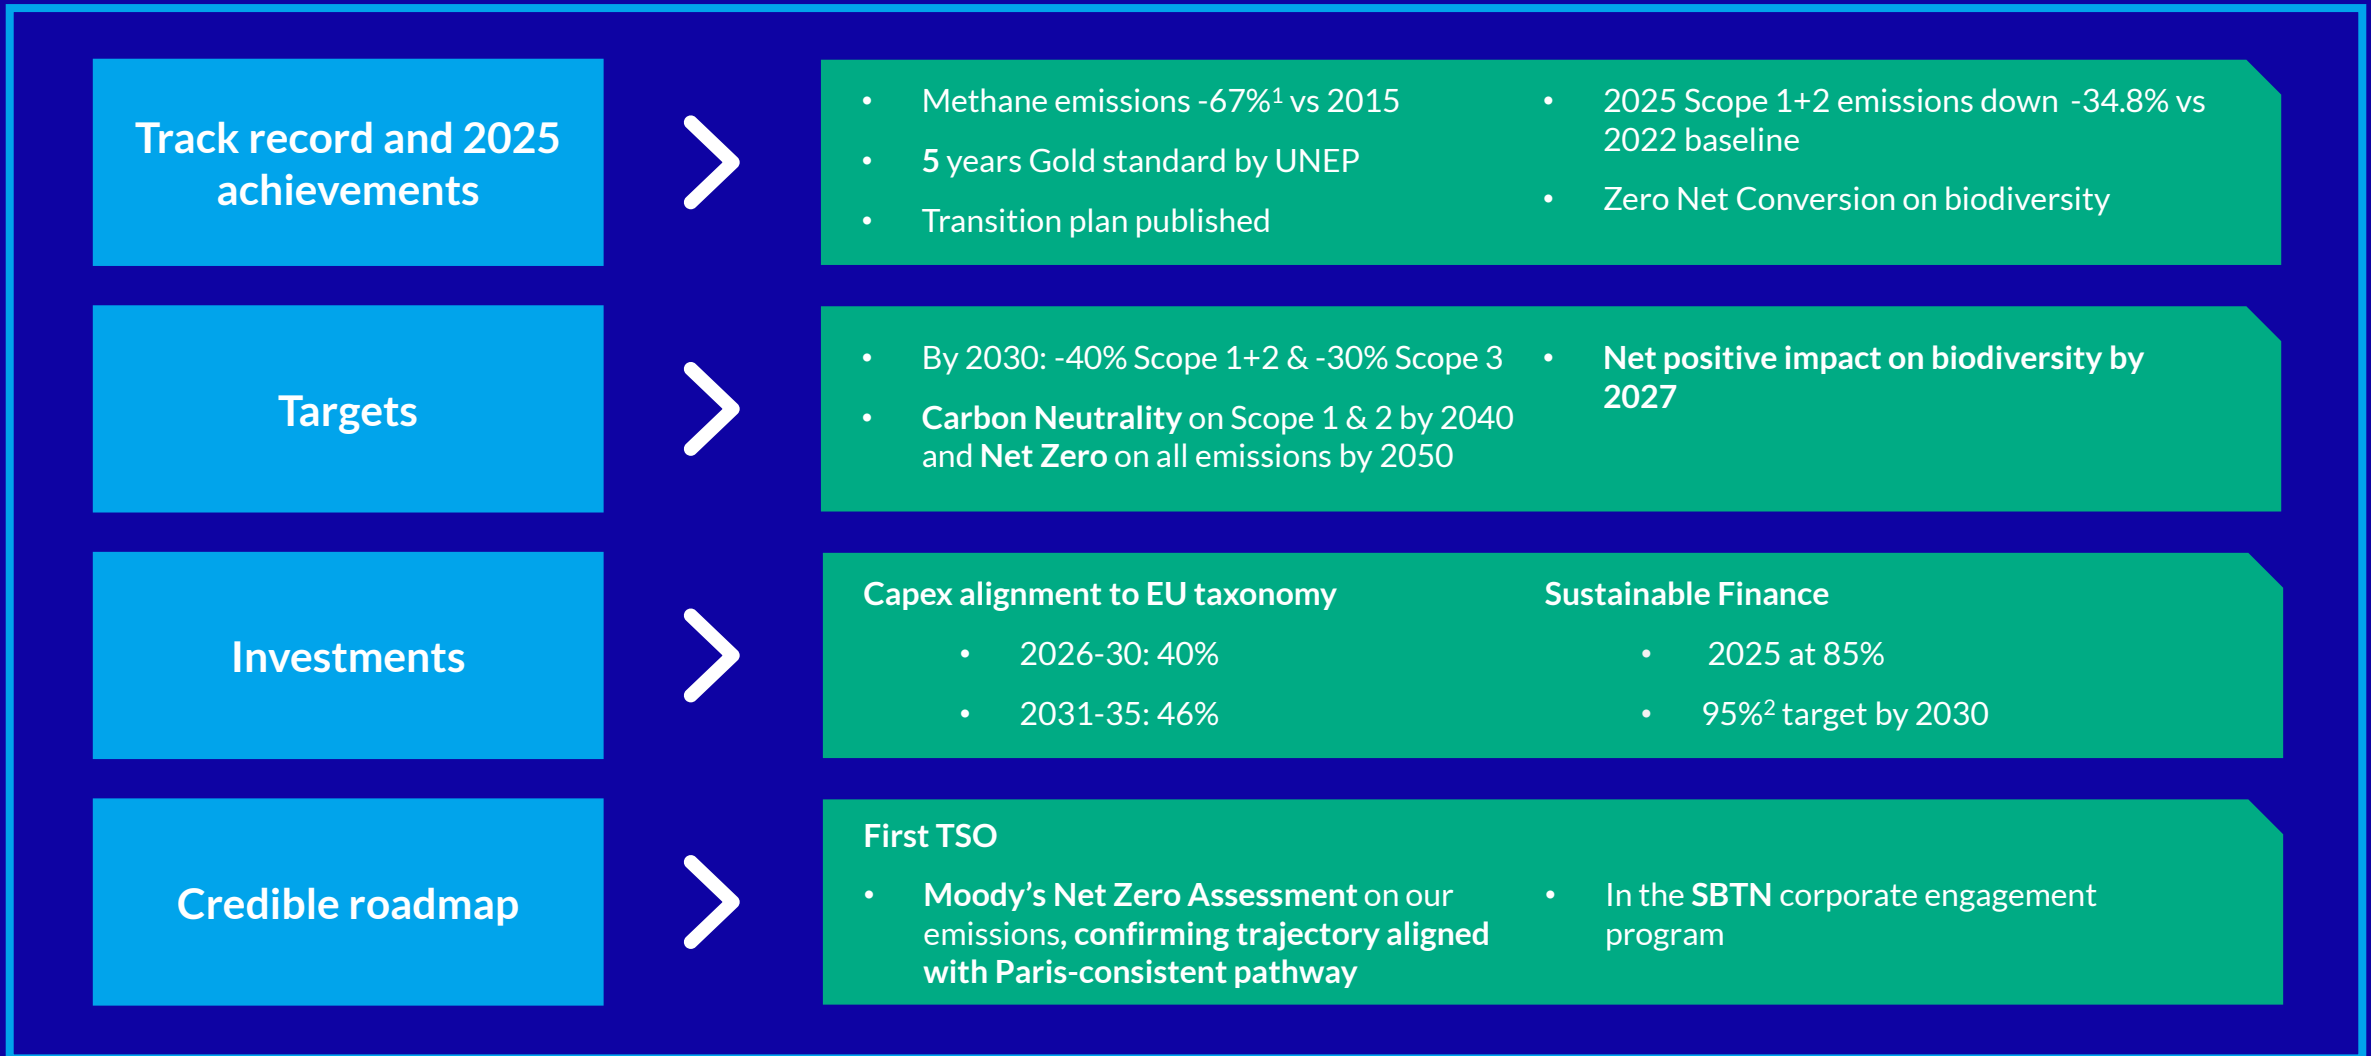 Track record and 2025
achievements
• Methane emissions -67%¹ vs 2015
• 5 years Gold standard by UNEP
• Transition plan published
• 2025 Scope 1+2 emissions down -34.8% vs
2022 baseline
• Zero Net Conversion on biodiversity
Targets
• By 2030: -40% Scope 1+2 & -30% Scope 3
• Carbon Neutrality on Scope 1 & 2 by 2040
and Net Zero on all emissions by 2050
• Net positive impact on biodiversity by
2027
Investments
Capex alignment to EU taxonomy
• 2026-30: 40%
• 2031-35: 46%
Sustainable Finance
• 2025 at 85%
• 95%² target by 2030
Credible roadmap
First TSO
• Moody’s Net Zero Assessment on our
emissions, confirming trajectory aligned
with Paris-consistent pathway
• In the SBTN corporate engagement
program